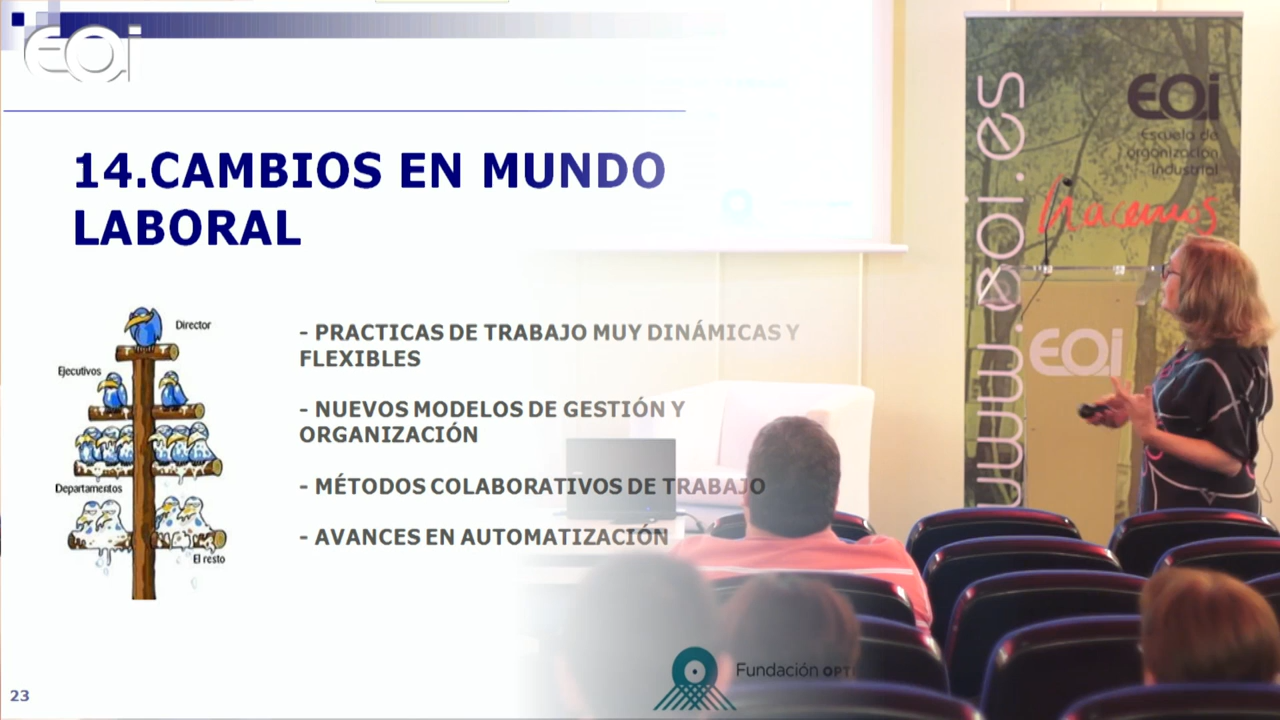 EOi
14.CAMBIOS EN MUNDO
LABORAL
Director
Ejecutivos
Departamentos
El resto
- PRACTICAS DE TRABAJO MUY DINÁMICAS Y
FLEXIBLES
- NUEVOS MODELOS DE GESTIÓN Y
ORGANIZACIÓN
- MÉTODOS COLABORATIVOS DE TRABAJO
- AVANCES EN AUTOMATIZACIÓN
23
Fundación
www.eoi.es
EOi
Escuela de
organización
industrial
hacemos
EOi